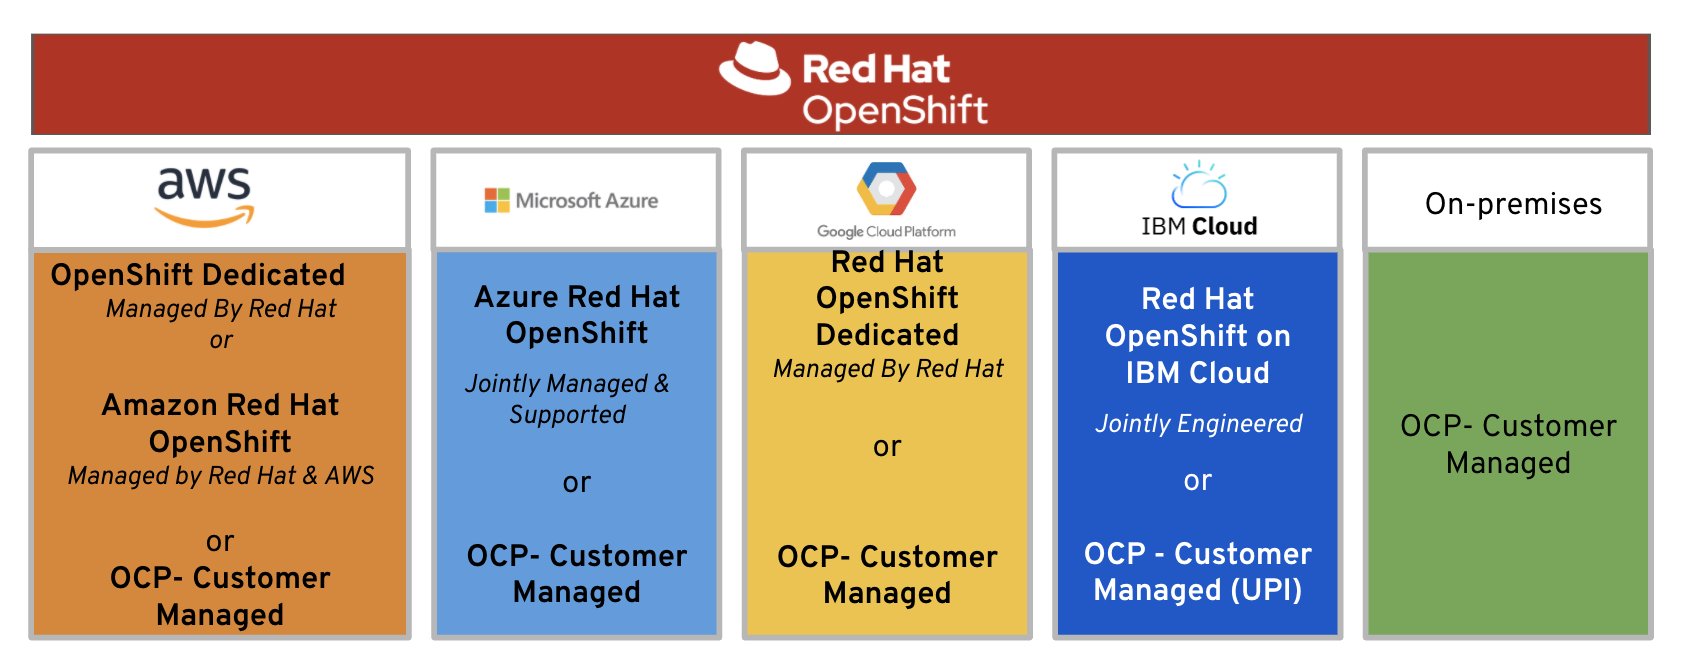 Red Hat
OpenShift
aws
OpenShift Dedicated
Managed By Red Hat
or
Amazon Red Hat
OpenShift
Managed by Red Hat & AWS
or
OCP- Customer
Managed
Microsoft Azure
Azure Red Hat
OpenShift
Jointly Managed &
Supported
or
OCP- Customer
Managed
Google Cloud Platform
Red Hat
OpenShift
Dedicated
Managed By Red Hat
or
OCP- Customer
Managed
IBM Cloud
Red Hat
OpenShift on
IBM Cloud
Jointly Engineered
or
OCP - Customer
Managed (UPI)
On-premises
OCP- Customer
Managed